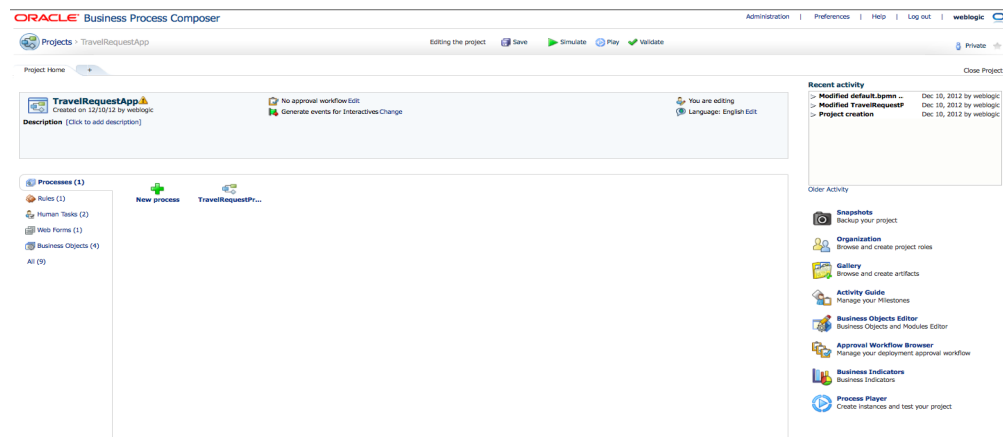 ORACLE® Business Process Composer
Administration | Preferences | Help | Log out | weblogic
Projects > TravelRequestApp
Editing the project Save Simulate Play Validate
Private
Project Home +
Close Project
TravelRequestApp
Created on 12/10/12 by weblogic
Description [Click to add description]
No approval workflow Edit
Generate events for Interactives Change
You are editing
Language: English Edit
Recent activity
> Modified default.bpmn .. Dec 10, 2012 by weblogic
> Modified TravelRequestP Dec 10, 2012 by weblogic
> Project creation Dec 10, 2012 by weblogic
Older Activity
Processes (1)
Rules (1)
Human Tasks (2)
Web Forms (1)
Business Objects (4)
All (9)
New process
TravelRequestPr...
Snapshots
Backup your project
Organization
Browse and create project roles
Gallery
Browse and create artifacts
Activity Guide
Manage your Milestones
Business Objects Editor
Business Objects and Modules Editor
Approval Workflow Browser
Manage your deployment approval workflow
Business Indicators
Business Indicators
Process Player
Create instances and test your project